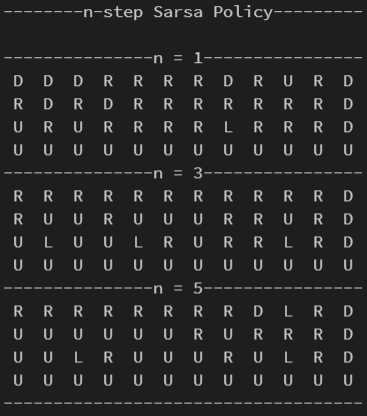 --------n-step Sarsa Policy---------
---------------n = 1----------------
D D D R R R R D R U R D
R D R D R R R R R R R D
U R U R R R R L R R R D
U U U U U U U U U U U U
---------------n = 3----------------
R R R R R R R R R R R D
R U U R U U U R R U R D
U L U U L R U R R L R D
U U U U U U U U U U U U
---------------n = 5----------------
R R R R R R R R D L R D
U U U U U U R U R R R D
U U L R U U U R U L R D
U U U U U U U U U U U U
------------------------------------